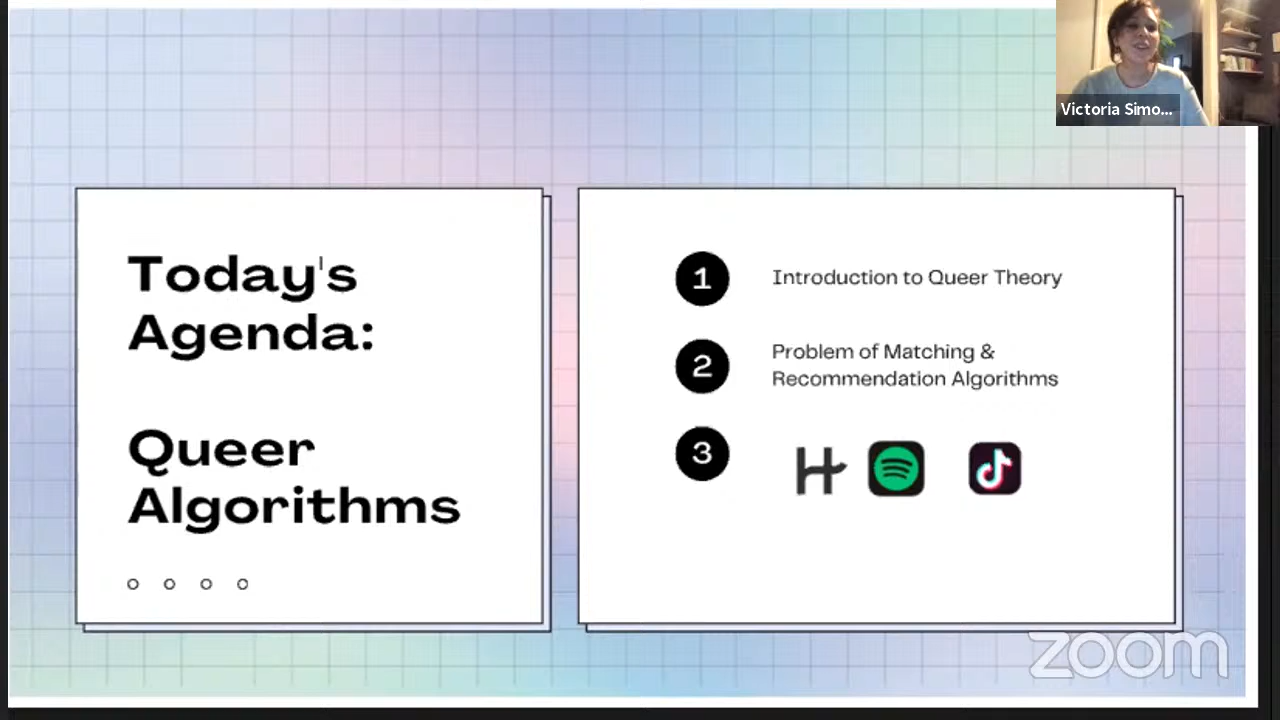 Victoria Simo...
Today's
Agenda:
Queer
Algorithms
1
Introduction to Queer Theory
2
Problem of Matching &
Recommendation Algorithms
3
H
zoom